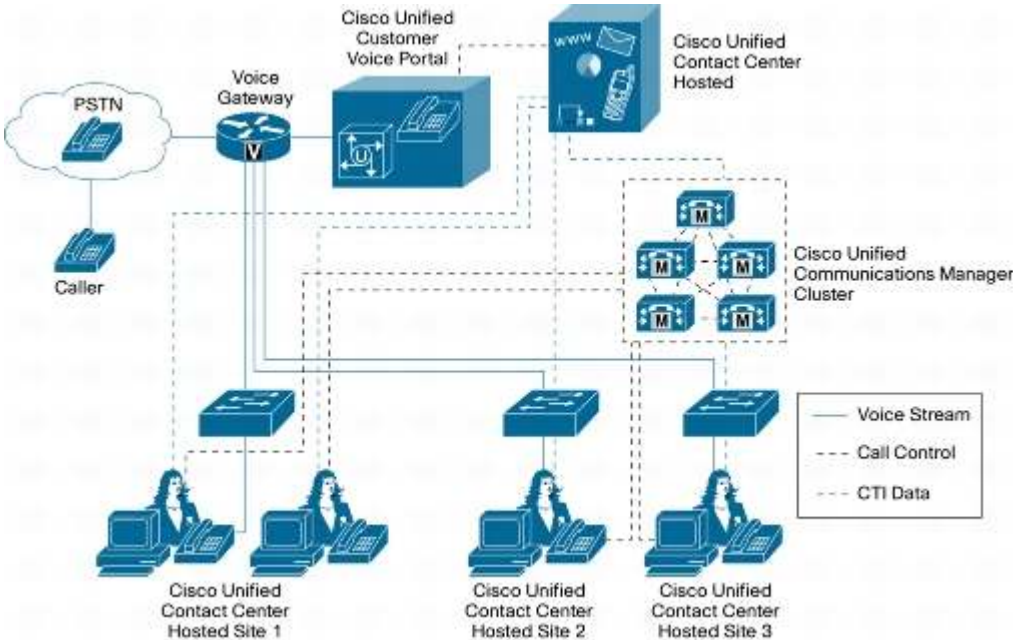 Cisco Unified
Customer
Voice Portal
www
Cisco Unified
Contact Center
Hosted
Voice
Gateway
PSTN
V
U
M
M
M
M
M
Cisco Unified
Communications Manager
Cluster
Caller
Voice Stream
Call Control
CTI Data
Cisco Unified
Contact Center
Hosted Site 1
Cisco Unified
Contact Center
Hosted Site 2
Cisco Unified
Contact Center
Hosted Site 3